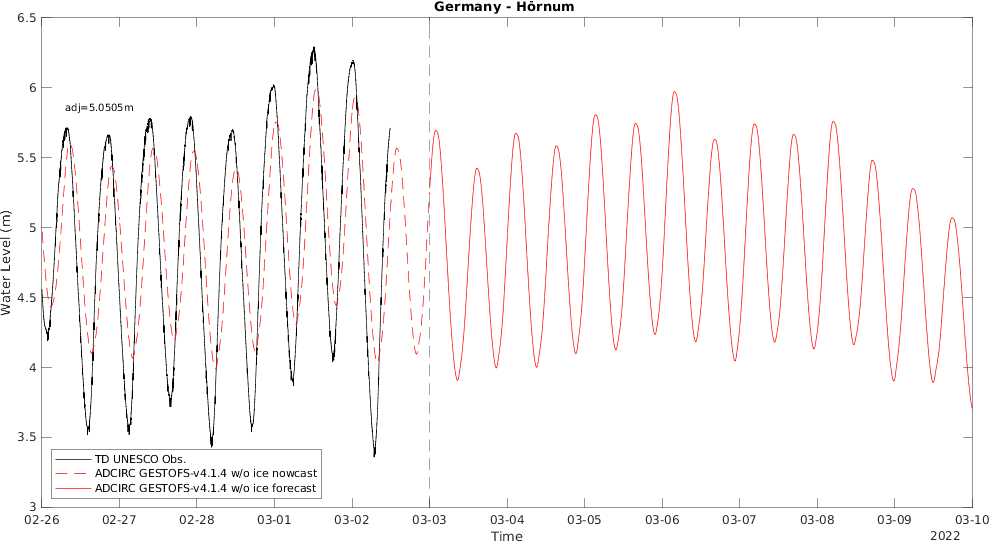 Germany - Hörnum
6.5
6
adj=5.0505m
5.5
5
Water Level (m)
4.5
4
3.5
TD UNESCO Obs.
ADCIRC GESTOFS-v4.1.4 w/o ice nowcast
ADCIRC GESTOFS-v4.1.4 w/o ice forecast
3
02-26 02-27 02-28 03-01 03-02 03-03 03-04 03-05 03-06 03-07 03-08 03-09 03-10
Time 2022